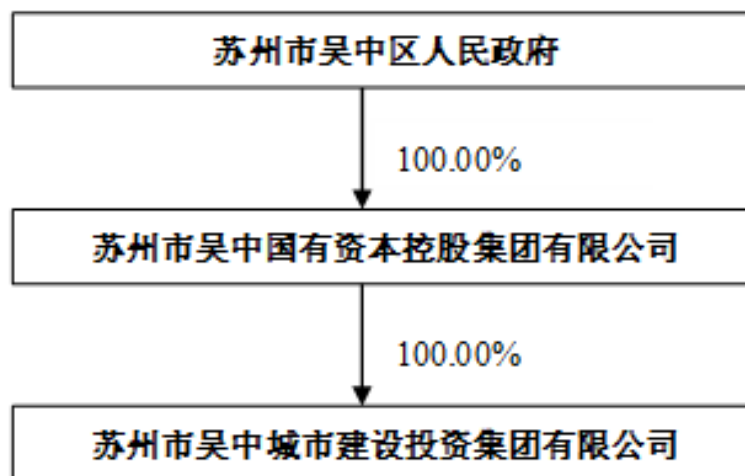 苏州市吴中区人民政府
100.00%
苏州市吴中国有资本控股集团有限公司
100.00%
苏州市吴中城市建设投资集团有限公司